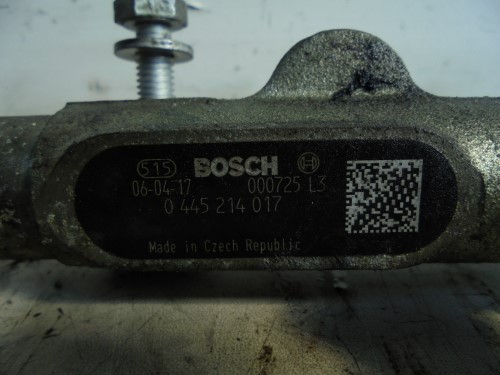 515 BOSCH
06-04-17 000725 L3
0 445 214 017
Made in Czech Republic